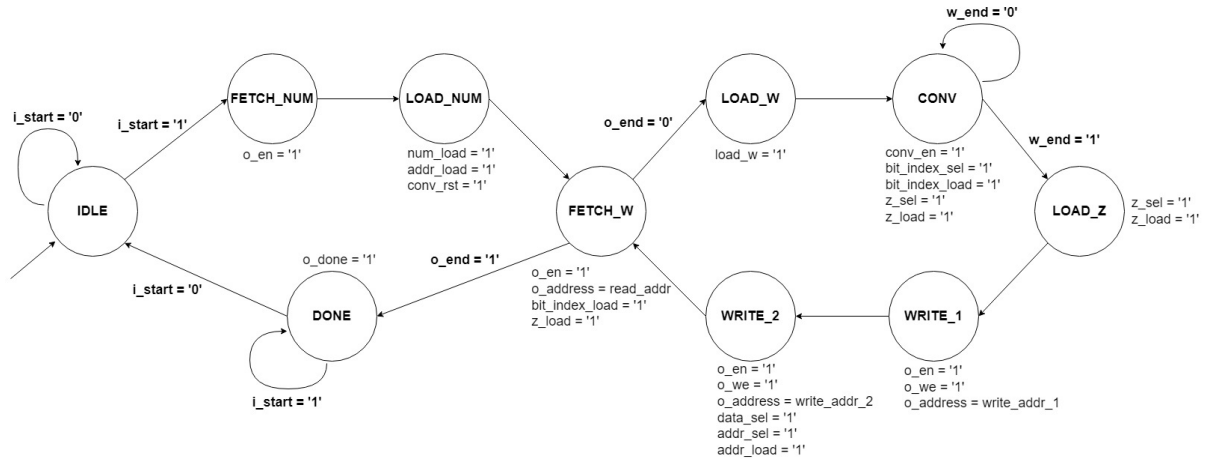 i_start = '0'
IDLE
i_start = '1'
FETCH_NUM
o_en = '1'
LOAD_NUM
num_load = '1'
addr_load = '1'
conv_rst = '1'
FETCH_W
o_en = '1'
o_address = read_addr
bit_index_load = '1'
z_load = '1'
o_end = '0'
LOAD_W
load_w = '1'
w_end = '0'
CONV
conv_en = '1'
bit_index_sel = '1'
bit_index_load = '1'
z_sel = '1'
z_load = '1'
w_end = '1'
LOAD_Z
z_sel = '1'
z_load = '1'
WRITE_1
o_en = '1'
o_we = '1'
o_address = write_addr_1
WRITE_2
o_en = '1'
o_we = '1'
o_address = write_addr_2
data_sel = '1'
addr_sel = '1'
addr_load = '1'
o_end = '1'
o_done = '1'
DONE
i_start = '1'
i_start = '0'